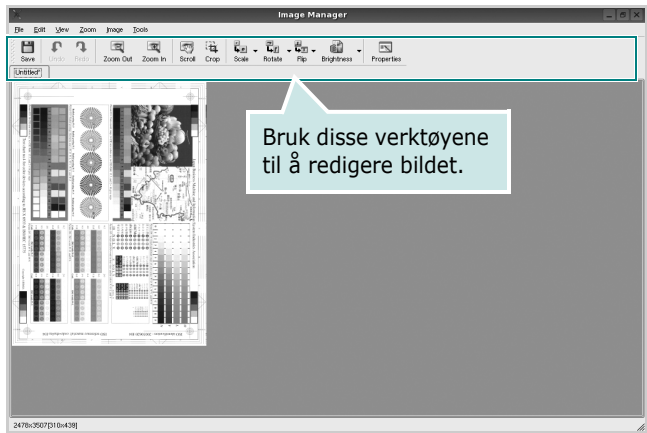 Image Manager
File Edit View Zoom Image Tools
Save Undo Redo Zoom Out Zoom In Scroll Crop Scale Rotate Flip Brightness Properties
Untitled*
Bruk disse verktøyene
til å redigere bildet.
2478x3507[310x439]